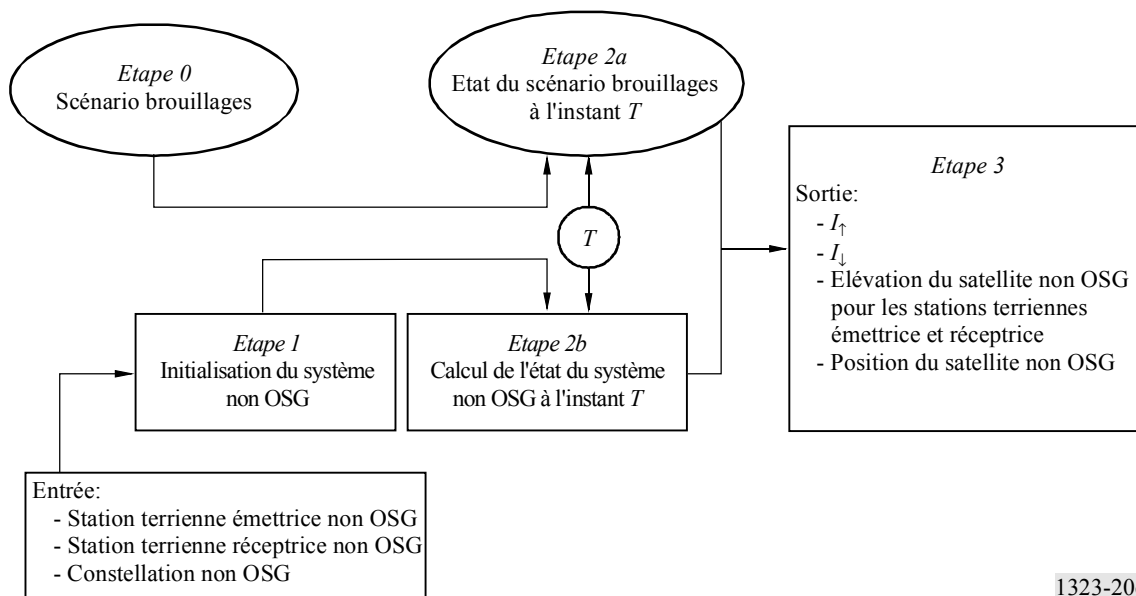 Etape 0
Scénario brouillages
Etape 2a
Etat du scénario brouillages
à l'instant T
T
Etape 3
Sortie:
- I↑
- I↓
- Elévation du satellite non OSG
pour les stations terriennes
émettrice et réceptrice
- Position du satellite non OSG
Etape 1
Initialisation du système
non OSG
Etape 2b
Calcul de l'état du système
non OSG à l'instant T
Entrée:
- Station terrienne émettrice non OSG
- Station terrienne réceptrice non OSG
- Constellation non OSG